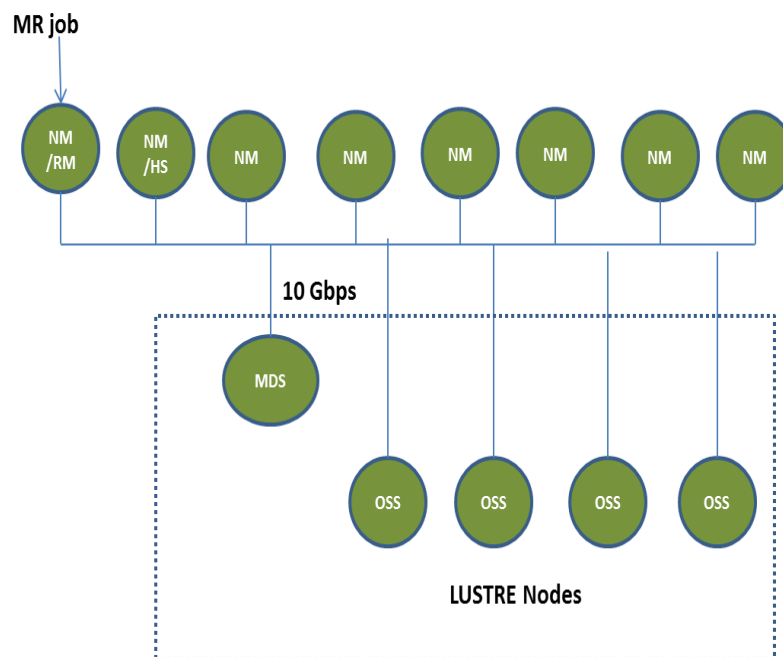 MR job
NM
/RM
NM
/HS
NM
NM
NM
NM
NM
NM
10 Gbps
MDS
OSS
OSS
OSS
OSS
LUSTRE Nodes